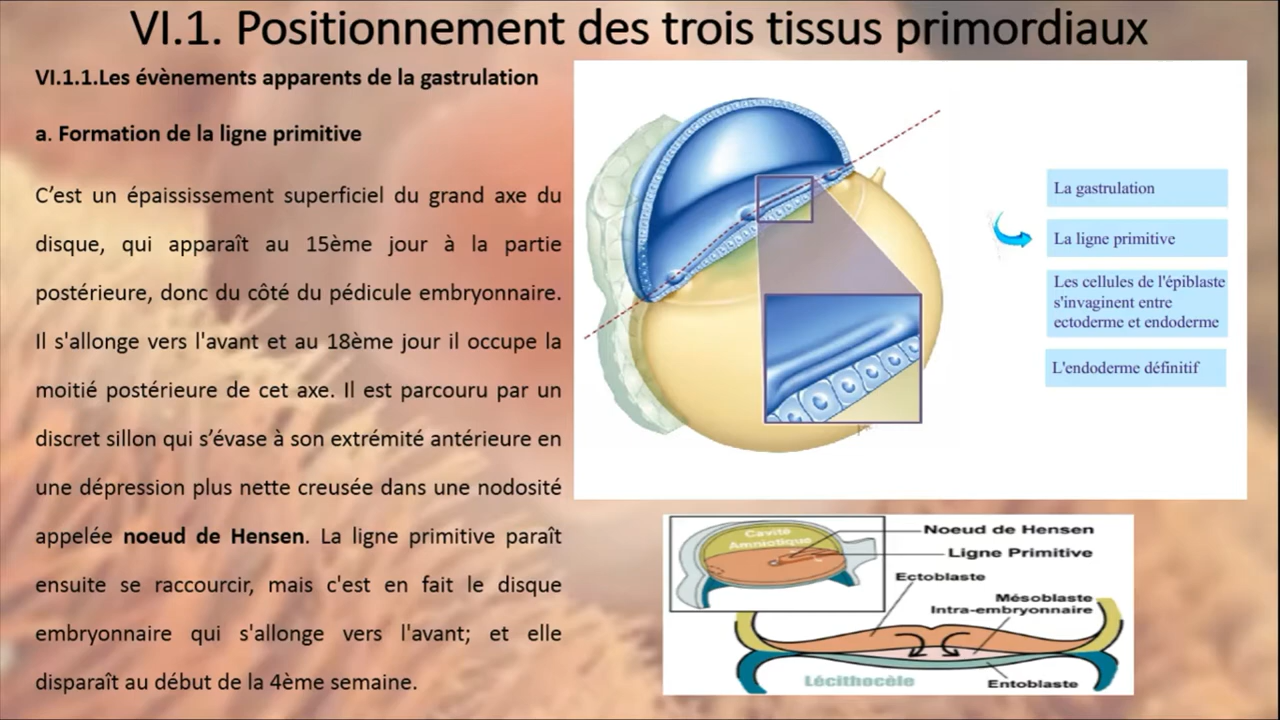 VI.1. Positionnement des trois tissus primordiaux
VI.1.1.Les évènements apparents de la gastrulation
a. Formation de la ligne primitive
C’est un épaississement superficiel du grand axe du
disque, qui apparaît au 15ème jour à la partie
postérieure, donc du côté du pédicule embryonnaire.
Il s'allonge vers l'avant et au 18ème jour il occupe la
moitié postérieure de cet axe. Il est parcouru par un
discret sillon qui s’évase à son extrémité antérieure en
une dépression plus nette creusée dans une nodosité
appelée noeud de Hensen. La ligne primitive paraît
ensuite se raccourcir, mais c'est en fait le disque
embryonnaire qui s'allonge vers l'avant; et elle
disparaît au début de la 4ème semaine.
La gastrulation
La ligne primitive
Les cellules de l'épiblaste
s'invaginent entre
ectoderme et endoderme
L'endoderme définitif
Cavité
Amniotique
Noeud de Hensen
Ligne Primitive
Ectoblaste
Mésoblaste
Intra-embryonnaire
Lécithocèle
Entoblaste